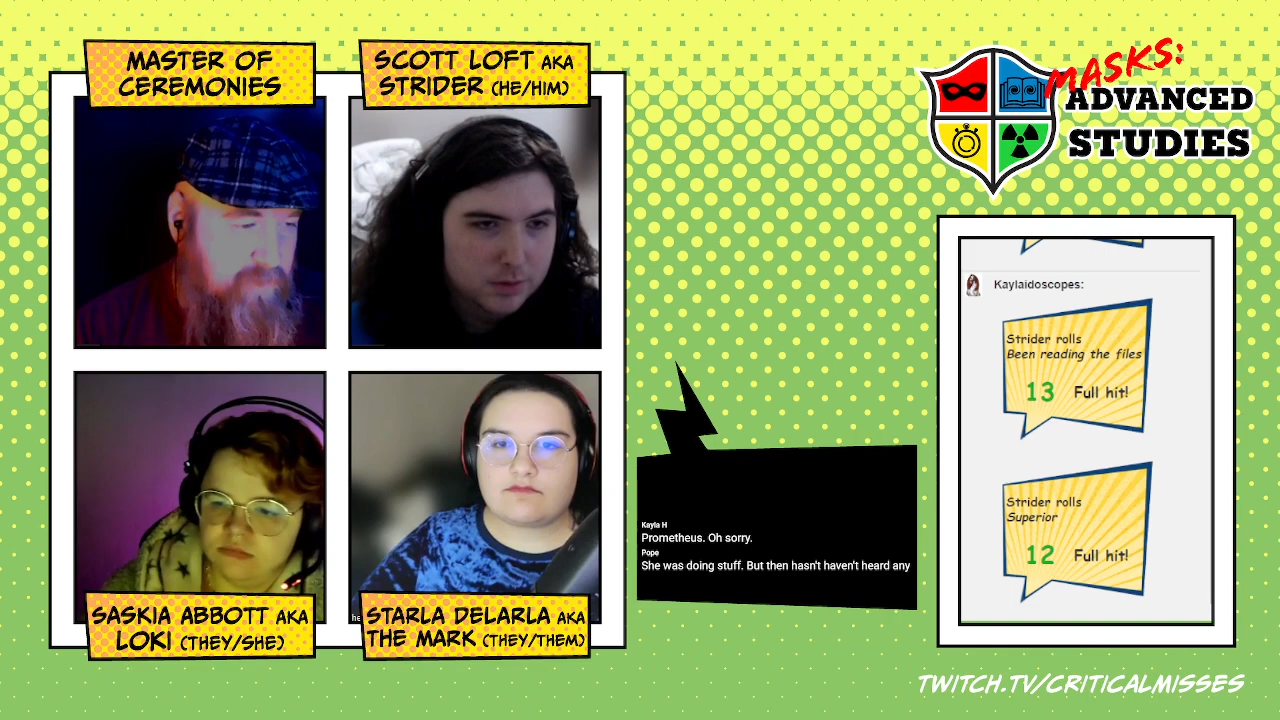 MASTER OF
CEREMONIES
SCOTT LOFT AKA
STRIDER (HE/HIM)
SASKIA ABBOTT AKA
LOKI (THEY/SHE)
STARLA DELARLA AKA
THE MARK (THEY/THEM)
he
Kayla H
Prometheus. Oh sorry.
Pope
She was doing stuff. But then hasn't haven't heard any
MASKS:
ADVANCED
STUDIES
Kaylaidoscopes:
Strider rolls
Been reading the files
13 Full hit!
Strider rolls
Superior
12 Full hit!
TWITCH.TV/CRITICALMISSES